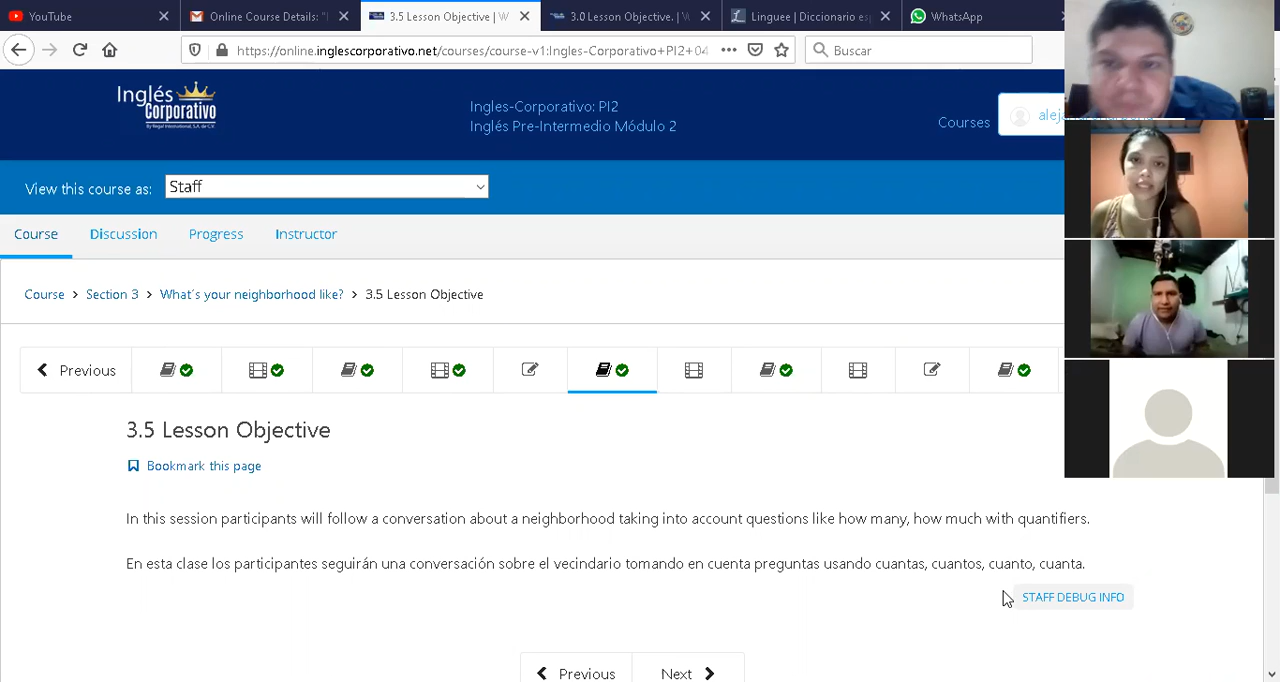 YouTube
Online Course Details: "
3.5 Lesson Objective | W
3.0 Lesson Objective. | V
Linguee | Diccionario es
WhatsApp
https://online.inglescorporativo.net/courses/course-v1:Ingles-Corporativo+PI2+04
Buscar
Inglés
Corporativo
By Regal International, S.A. de C.V.
Ingles-Corporativo: PI2
Inglés Pre-Intermedio Módulo 2
Courses
View this course as:
Staff
Course
Discussion
Progress
Instructor
Course > Section 3 > What's your neighborhood like? > 3.5 Lesson Objective
Previous
3.5 Lesson Objective
Bookmark this page
In this session participants will follow a conversation about a neighborhood taking into account questions like how many, how much with quantifiers.
En esta clase los participantes seguirán una conversación sobre el vecindario tomando en cuenta preguntas usando cuantas, cuantos, cuanto, cuanta.
STAFF DEBUG INFO
Previous
Next